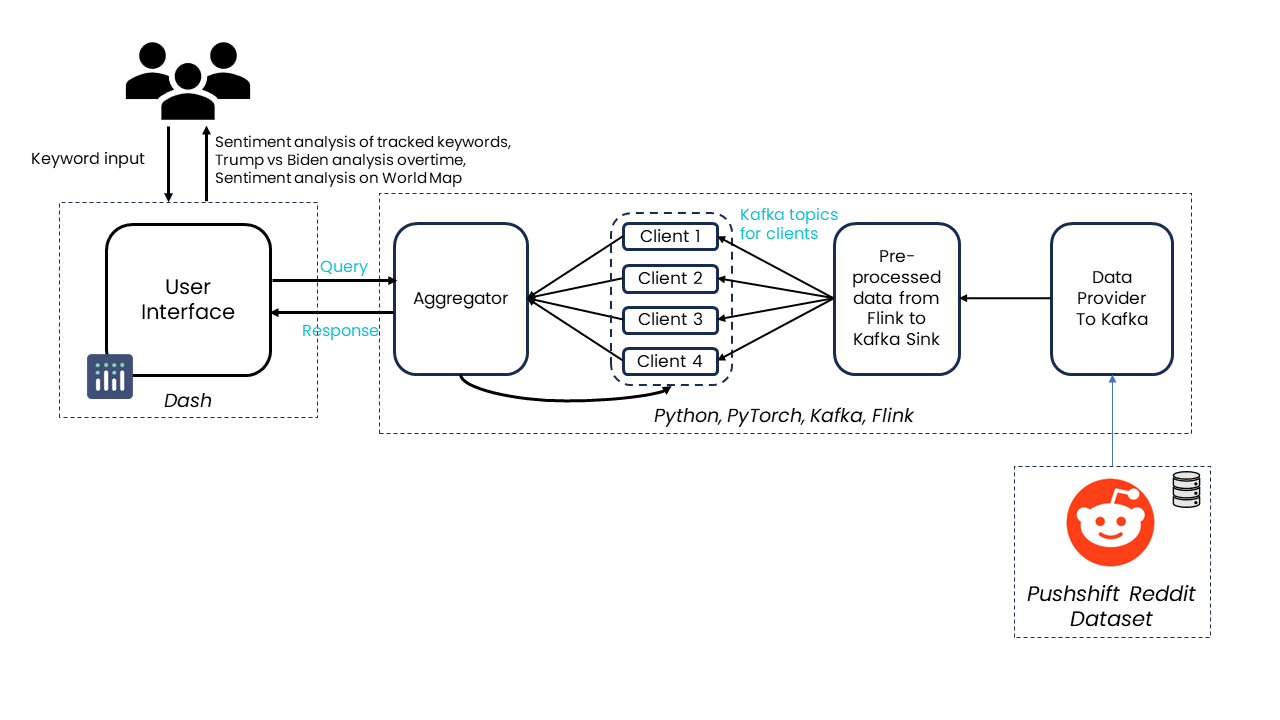 Keyword input
Sentiment analysis of tracked keywords,
Trump vs Biden analysis overtime,
Sentiment analysis on World Map
User
Interface
Dash
Query
Response
Aggregator
Client 1
Client 2
Client 3
Client 4
Kafka topics
for clients
Pre-
processed
data from
Flink to
Kafka Sink
Data
Provider
To Kafka
Python, PyTorch, Kafka, Flink
Pushshift Reddit
Dataset